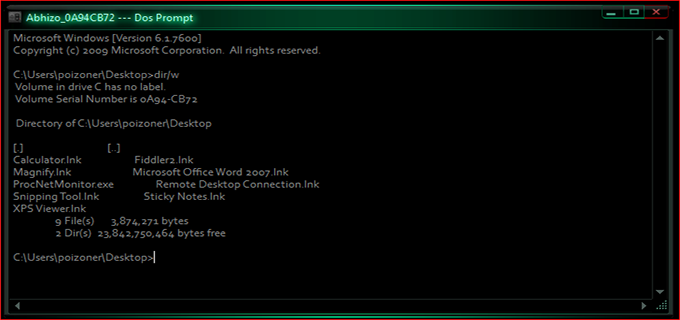 Abhizo_0A94CB72 --- Dos Prompt
Microsoft Windows [Version 6.1.7600]
Copyright (c) 2009 Microsoft Corporation. All rights reserved.
C:\Users\poizoner\Desktop>dir/w
Volume in drive C has no label.
Volume Serial Number is 0A94-CB72
Directory of C:\Users\poizoner\Desktop
[.] [..]
Calculator.lnk Fiddler2.lnk
Magnify.lnk Microsoft Office Word 2007.lnk
ProcNetMonitor.exe Remote Desktop Connection.lnk
Snipping Tool.lnk Sticky Notes.lnk
XPS Viewer.lnk
9 File(s) 3,874,271 bytes
2 Dir(s) 23,842,750,464 bytes free
C:\Users\poizoner\Desktop>